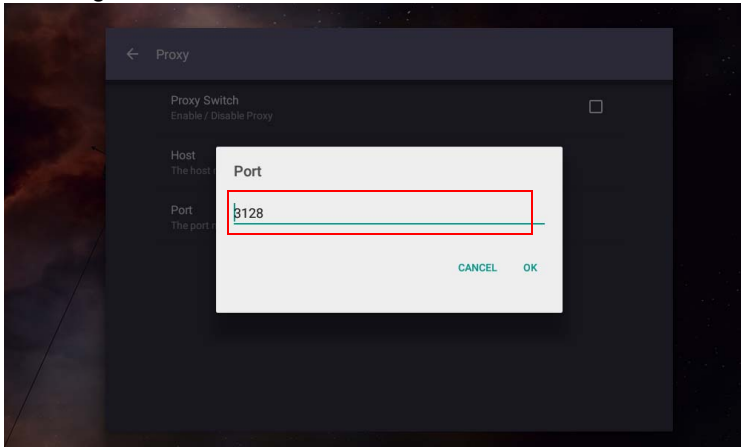 Proxy
Proxy Switch
Enable / Disable Proxy
Host
The host
Port
The port
Port
3128
CANCEL OK